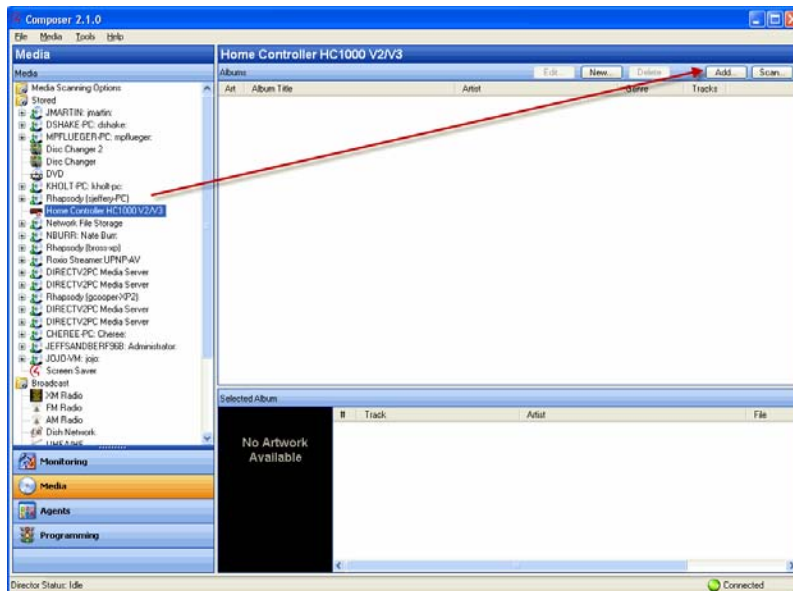 Composer 2.1.0
File Media Tools Help
Media
Media
Media Scanning Options
Stored
JMARTIN: jmartin:
DSHAKE-PC: dshake:
MPFLUEGER-PC: mpflueger:
Disc Changer 2
Disc Changer
DVD
KHOLT-PC: kholt-pc:
Rhapsody (sjeffery-PC)
Home Controller HC1000 V2/V3
Network File Storage
NBURR: Nate Burr:
Rhapsody (bross-xp)
Roxio Streamer:UPNP-AV
DIRECTV2PC Media Server
DIRECTV2PC Media Server
Rhapsody (gcooper-XP2)
DIRECTV2PC Media Server
DIRECTV2PC Media Server
CHEREE-PC: Cheree:
JEFFSANDBERF96B: Administrator:
JOJO-VM: jojo:
Screen Saver
Broadcast
XM Radio
FM Radio
AM Radio
Dish Network
Monitoring
Media
Agents
Programming
Home Controller HC1000 V2/V3
Albums Edit... New... Delete Add... Scan...
Art Album Title Artist Genre Tracks
Selected Album
No Artwork
Available
# Track Artist File
Director Status: Idle
Connected